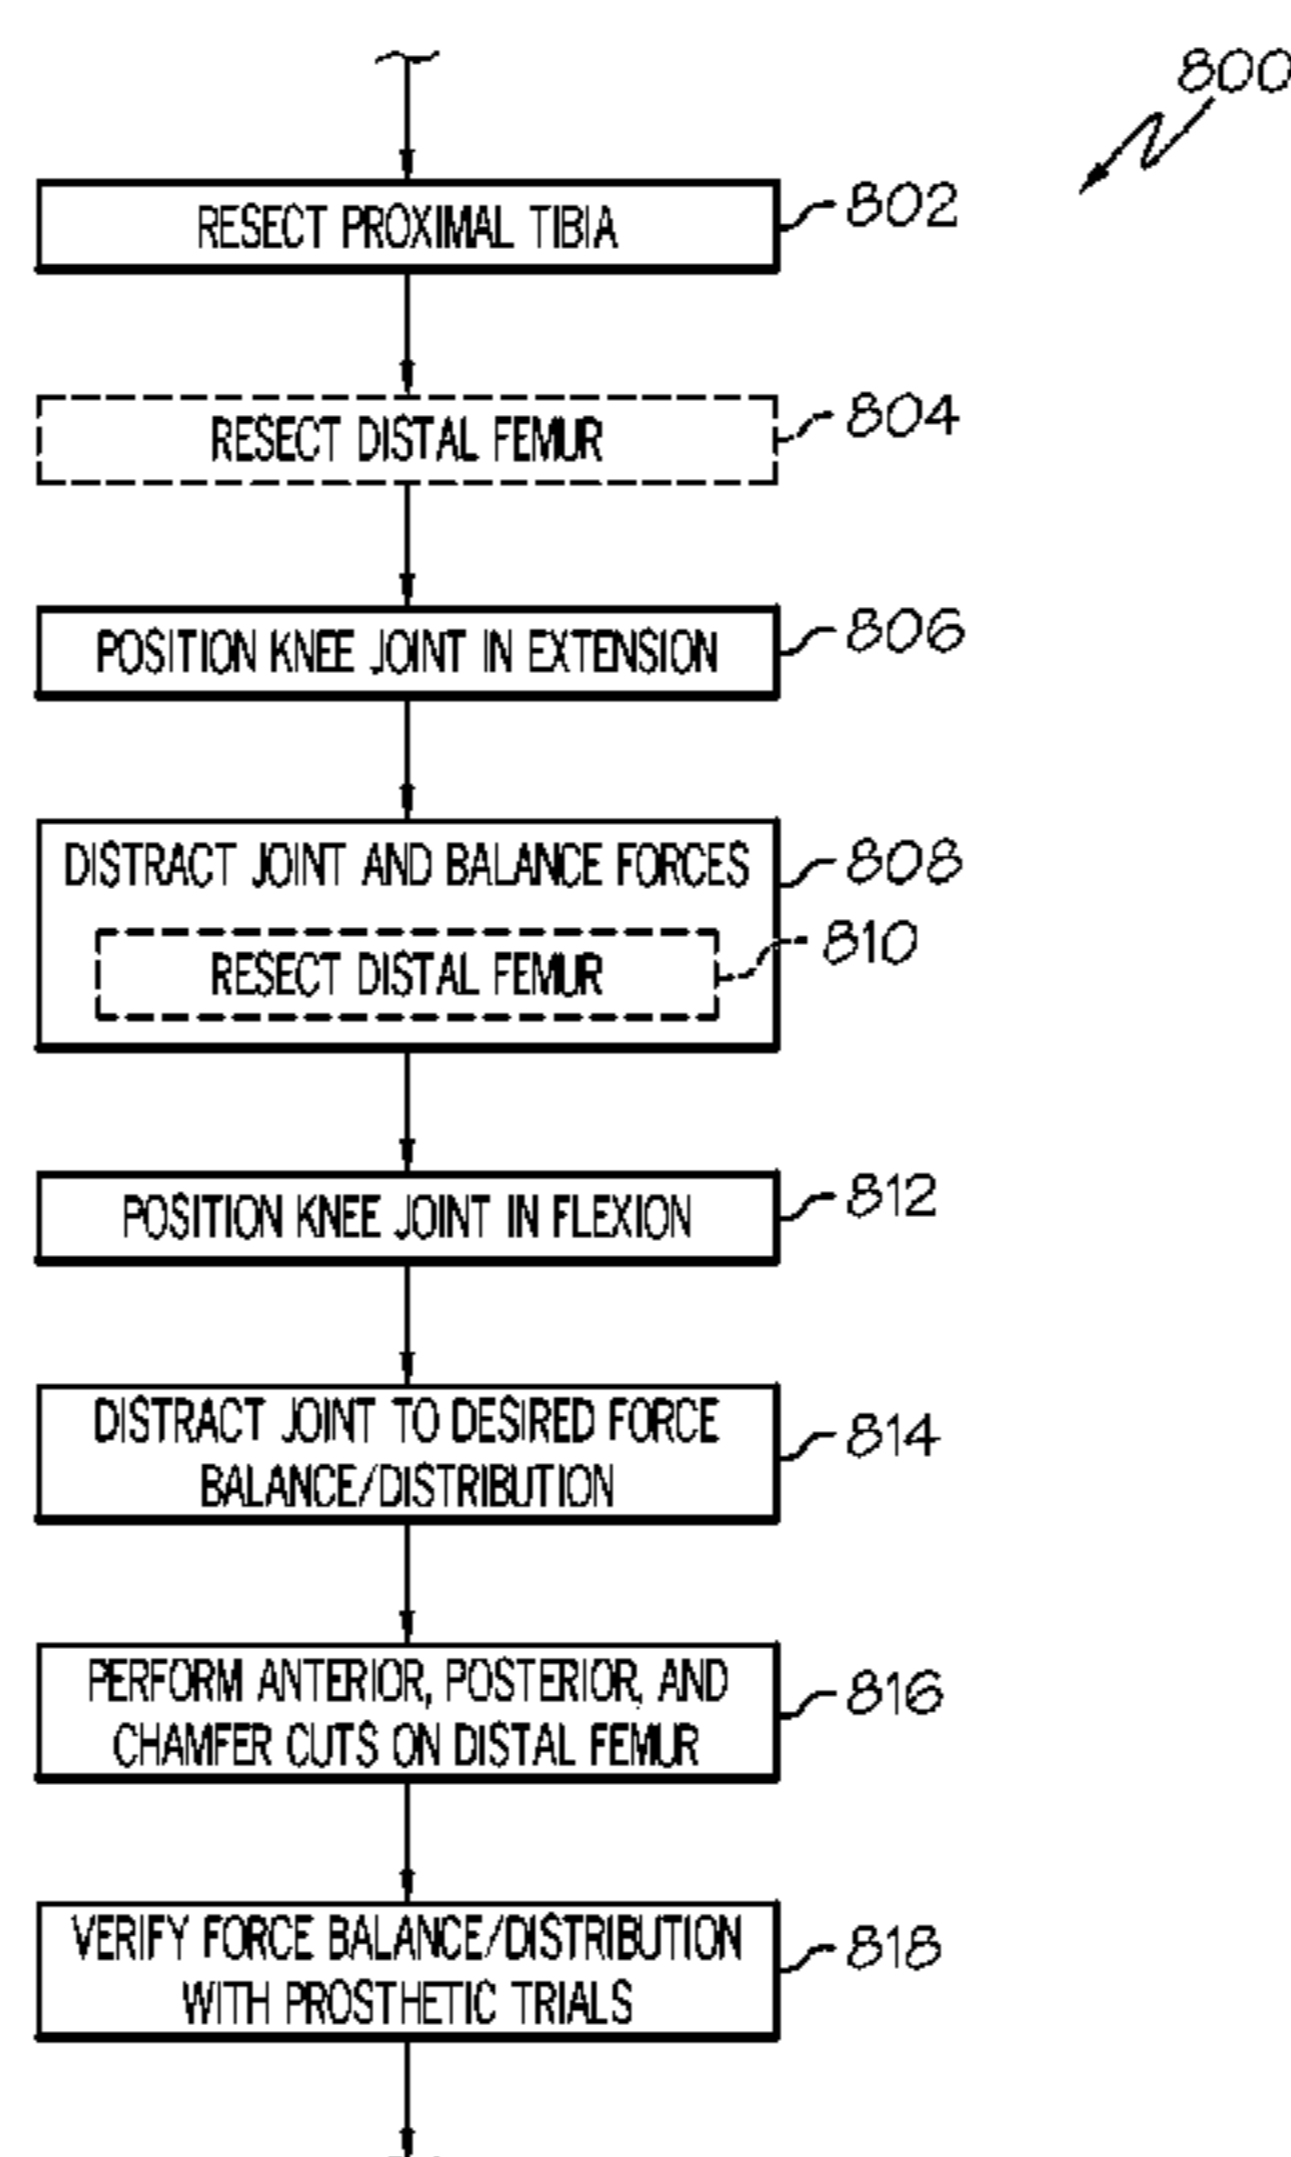 800
RESECT PROXIMAL TIBIA
802
RESECT DISTAL FEMUR
804
POSITION KNEE JOINT IN EXTENSION
806
DISTRACT JOINT AND BALANCE FORCES
808
RESECT DISTAL FEMUR
810
POSITION KNEE JOINT IN FLEXION
812
DISTRACT JOINT TO DESIRED FORCE
BALANCE/DISTRIBUTION
814
PERFORM ANTERIOR, POSTERIOR, AND
CHAMFER CUTS ON DISTAL FEMUR
816
VERIFY FORCE BALANCE/DISTRIBUTION
WITH PROSTHETIC TRIALS
818